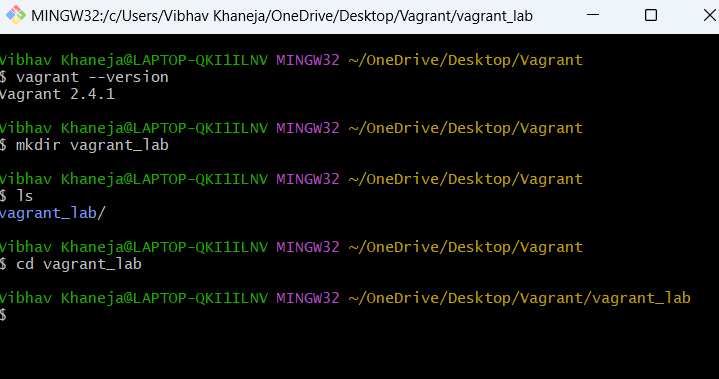 MINGW32:/c/Users/Vibhav Khaneja/OneDrive/Desktop/Vagrant/vagrant_lab
Vibhav Khaneja@LAPTOP-QKI1ILNV MINGW32 ~/OneDrive/Desktop/Vagrant
$ vagrant --version
Vagrant 2.4.1
Vibhav Khaneja@LAPTOP-QKI1ILNV MINGW32 ~/OneDrive/Desktop/Vagrant
$ mkdir vagrant_lab
Vibhav Khaneja@LAPTOP-QKI1ILNV MINGW32 ~/OneDrive/Desktop/Vagrant
$ ls
vagrant_lab/
Vibhav Khaneja@LAPTOP-QKI1ILNV MINGW32 ~/OneDrive/Desktop/Vagrant
$ cd vagrant_lab
Vibhav Khaneja@LAPTOP-QKI1ILNV MINGW32 ~/OneDrive/Desktop/Vagrant/vagrant_lab
$